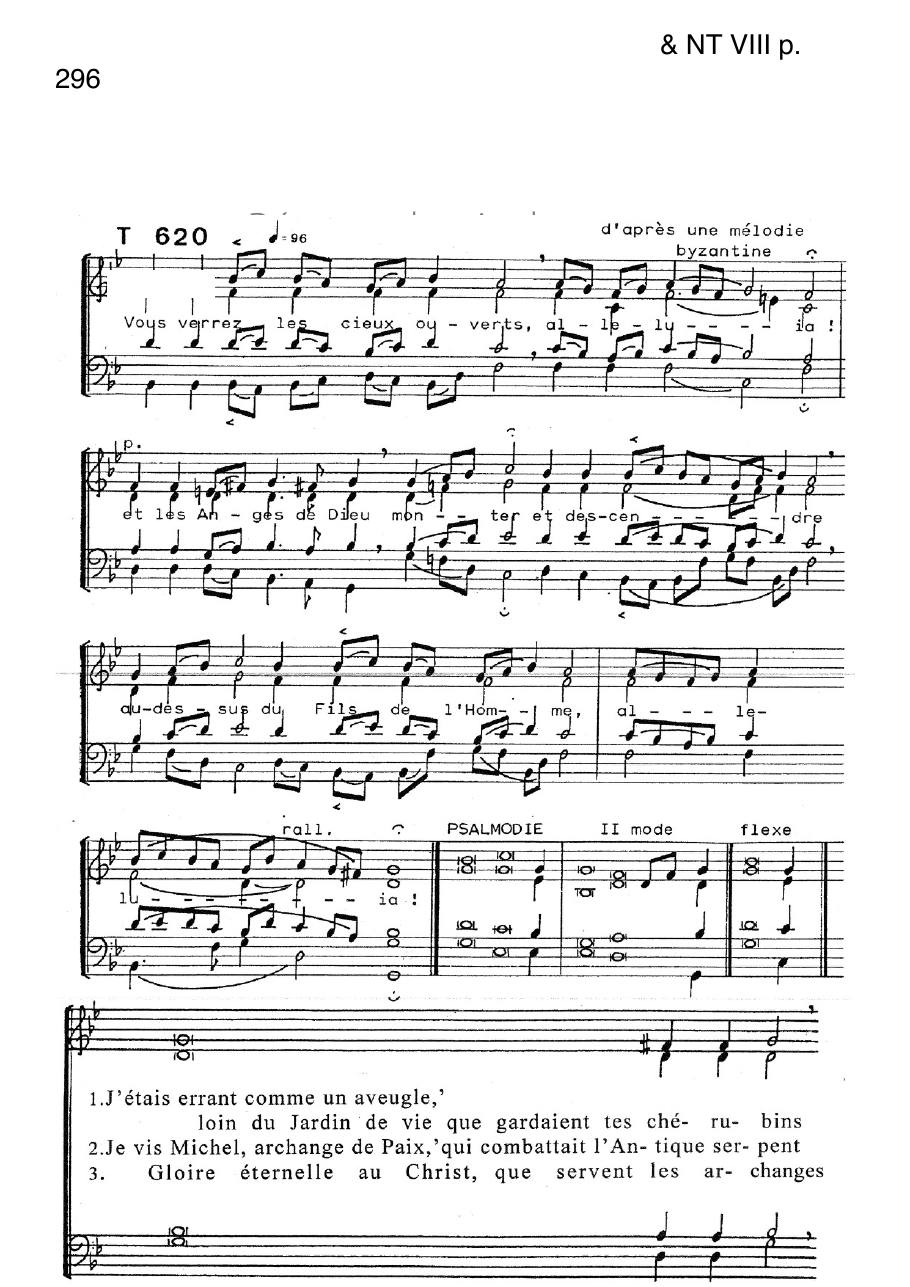 & NT VIII p.
296
T 620
= 96
d'après une mélodie
byzantine
Vous verrez les cieux ou - verts, al - le - lu - - - - - ia !
p.
et les An - ges de Dieu mon - - ter et des-cen - - - - - - dre
au-des - sus du Fils de l'Hom- - me, al - - - le-
rall.
PSALMODIE II mode flexe
lu - - - - - - - - ia !
1.J'étais errant comme un aveugle,'
loin du Jardin de vie que gardaient tes ché- ru- bins
2.Je vis Michel, archange de Paix,'qui combattait l'An- tique ser- pent
3. Gloire éternelle au Christ, que servent les ar- changes